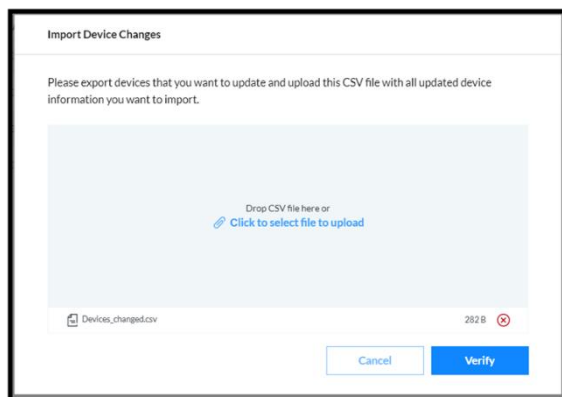 Import Device Changes
Please export devices that you want to update and upload this CSV file with all updated device
information you want to import.
Drop CSV file here or
Click to select file to upload
Devices_changed.csv 282 B
Cancel Verify